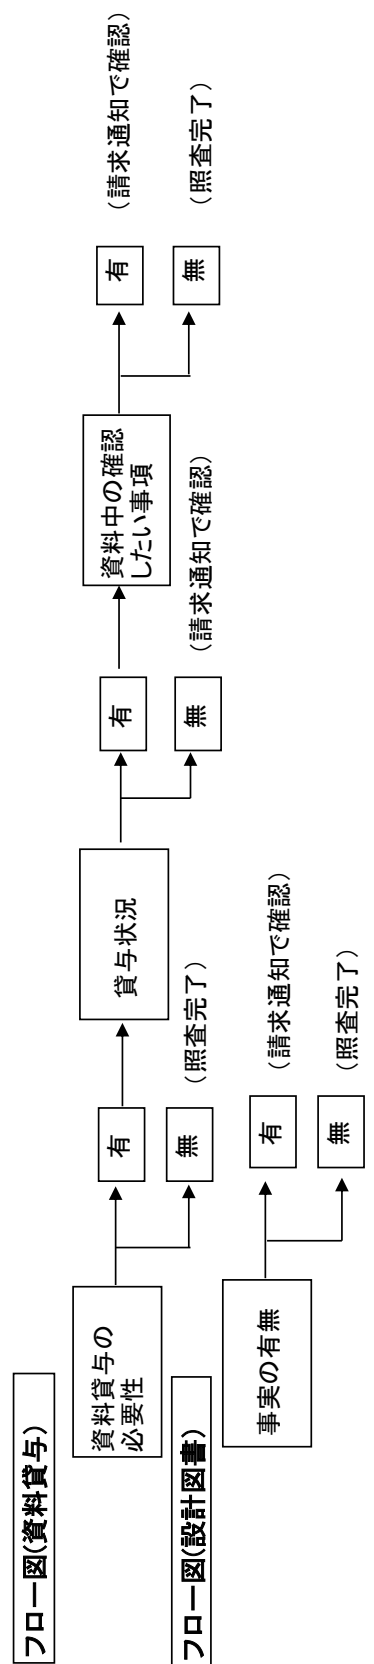 フロー図(資料貸与)
資料貸与の
必要性
有
無
(照査完了)
貸与状況
有
無
(請求通知で確認)
資料中の確認
したい事項
有
(請求通知で確認)
無
(照査完了)
フロー図(設計図書)
事実の有無
有
(請求通知で確認)
無
(照査完了)